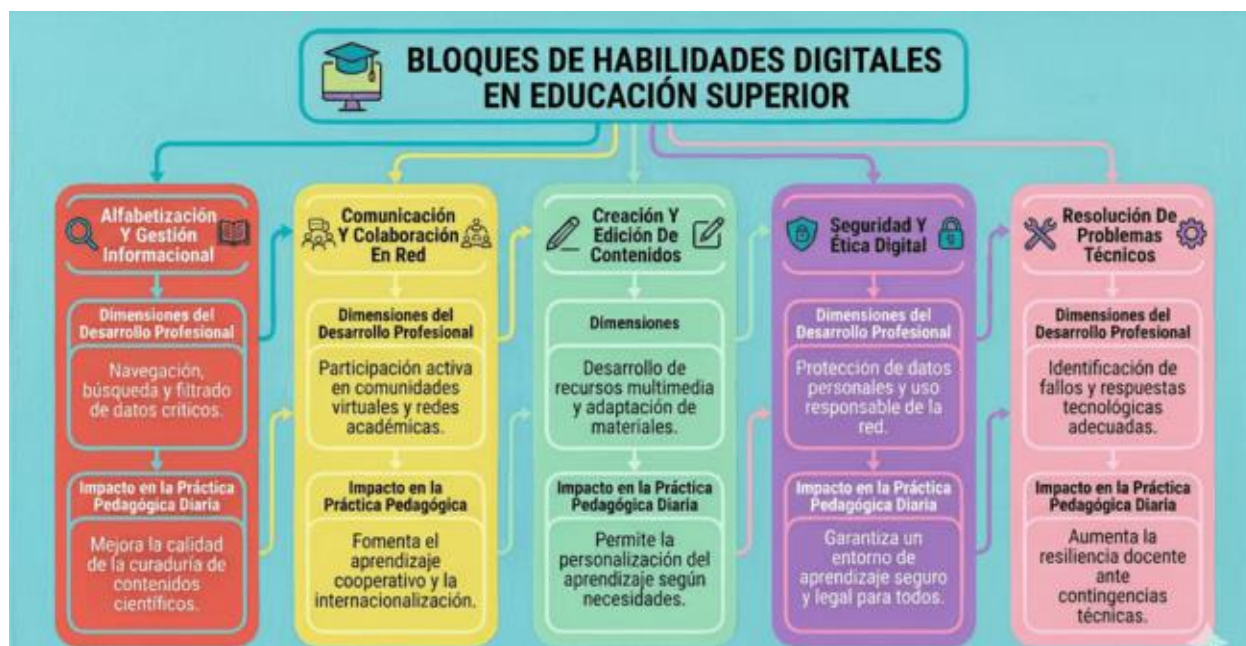 BLOQUES DE HABILIDADES DIGITALES
EN EDUCACIÓN SUPERIOR
Alfabetización
Y Gestión
Informacional
Dimensiones del
Desarrollo Profesional
Navegación,
búsqueda y filtrado
de datos críticos.
Impacto en la Práctica
Pedagógica Diaria
Mejora la calidad
de la curaduría de
contenidos
científicos.
Comunicación
Y Colaboración
En Red
Dimensiones del
Desarrollo Profesional
Participación activa
en comunidades
virtuales y redes
académicas.
Impacto en la
Práctica Pedagógica
Fomenta el
aprendizaje
cooperativo y la
internacionalización.
Creación Y
Edición De
Contenidos
Dimensiones
Desarrollo de
recursos multimedia
y adaptación de
materiales.
Impacto en la Práctica
Pedagógica Diaria
Permite la
personalización del
aprendizaje según
necesidades.
Seguridad Y
Ética Digital
Dimensiones del
Desarrollo Profesional
Protección de datos
personales y uso
responsable de la
red.
Impacto en la Práctica
Pedagógica Diaria
Garantiza un
entorno de
aprendizaje seguro
y legal para todos.
Resolución De
Problemas
Técnicos
Dimensiones del
Desarrollo Profesional
Identificación de
fallos y respuestas
tecnológicas
adecuadas.
Impacto en la Práctica
Pedagógica Diaria
Aumenta la
resiliencia docente
ante
contingencias
técnicas.